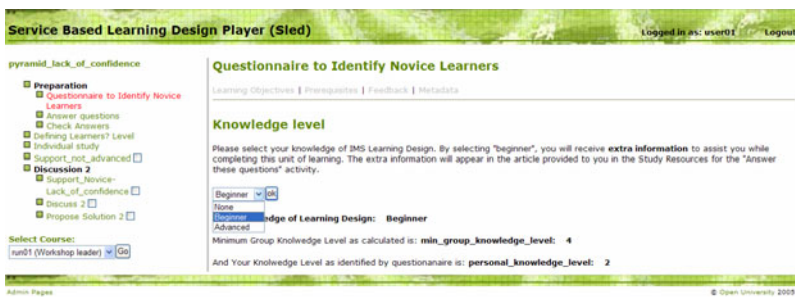 Service Based Learning Design Player (Sled)
Logged in as: user01 Logout
pyramid_lack_of_confidence
Preparation
Questionnaire to Identify Novice
Learners
Answer questions
Check Answers
Defining Learners? Level
Individual study
Support_not_advanced
Discussion 2
Support_Novice-
Lack_of_confidence
Discuss 2
Propose Solution 2
Select Course:
run01 (Workshop leader) Go
Questionnaire to Identify Novice Learners
Learning Objectives | Prerequisites | Feedback | Metadata
Knowledge level
Please select your knowledge of IMS Learning Design. By selecting "beginner", you will receive extra information to assist you while
completing this unit of learning. The extra information will appear in the article provided to you in the Study Resources for the "Answer
these questions" activity.
Beginner ok
None
Beginner
Advanced
edge of Learning Design: Beginner
Minimum Group Knolwedge Level as calculated is: min_group_knowledge_level: 4
And Your Knolwedge Level as identified by questionanaire is: personal_knowledge_level: 2
Admin Pages
© Open University 2005